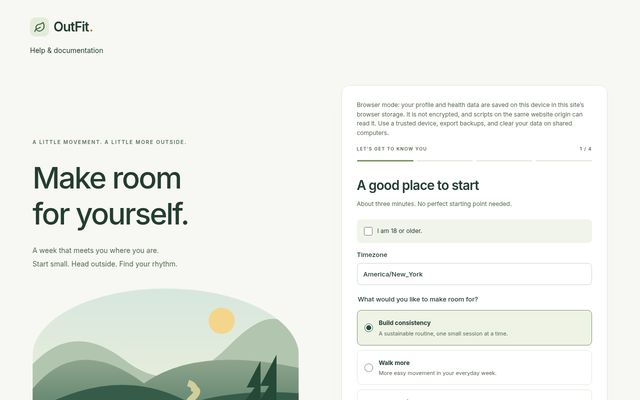 OutFit.
Help & documentation
A LITTLE MOVEMENT. A LITTLE MORE OUTSIDE.
Make room
for yourself.
A week that meets you where you are.
Start small. Head outside. Find your rhythm.
Browser mode: your profile and health data are saved on this device in this site's
browser storage. It is not encrypted, and scripts on the same website origin can
read it. Use a trusted device, export backups, and clear your data on shared
computers.
LET'S GET TO KNOW YOU
1 / 4
A good place to start
About three minutes. No perfect starting point needed.
I am 18 or older.
Timezone
America/New_York
What would you like to make room for?
Build consistency
A sustainable routine, one small session at a time.
Walk more
More easy movement in your everyday week.